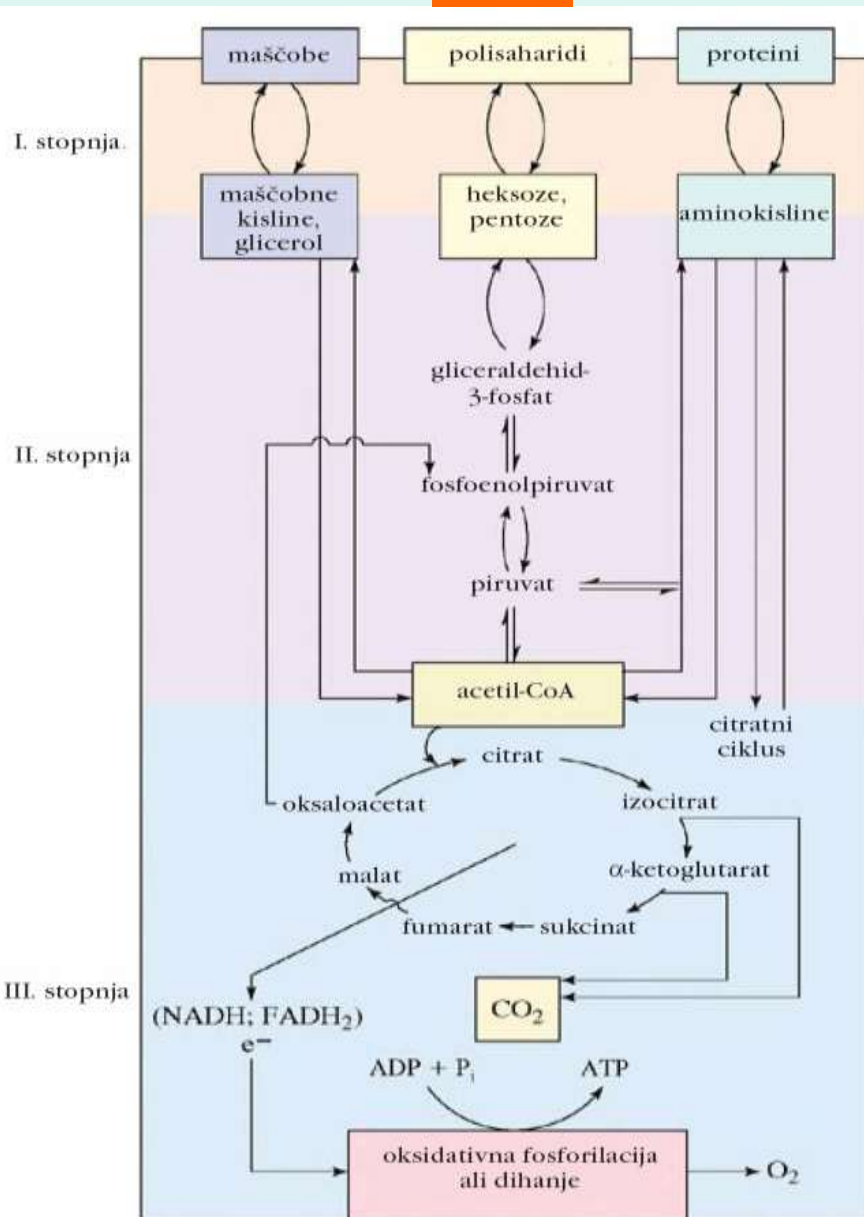 maščobe
polisaharidi
proteini
I. stopnja.
maščobne
kisline,
glicerol
heksoze,
pentoze
aminokisline
gliceraldehid-
3-fosfat
II. stopnja
fosfoenolpiruvat
piruvat
acetil-CoA
citratni
ciklus
citrat
oksaloacetat
izocitrat
malat
α-ketoglutarat
fumarat
sukcinat
III. stopnja
(NADH; FADH₂)
e⁻
CO₂
ADP + Pᵢ
ATP
oksidativna fosforilacija
ali dihanje
O₂